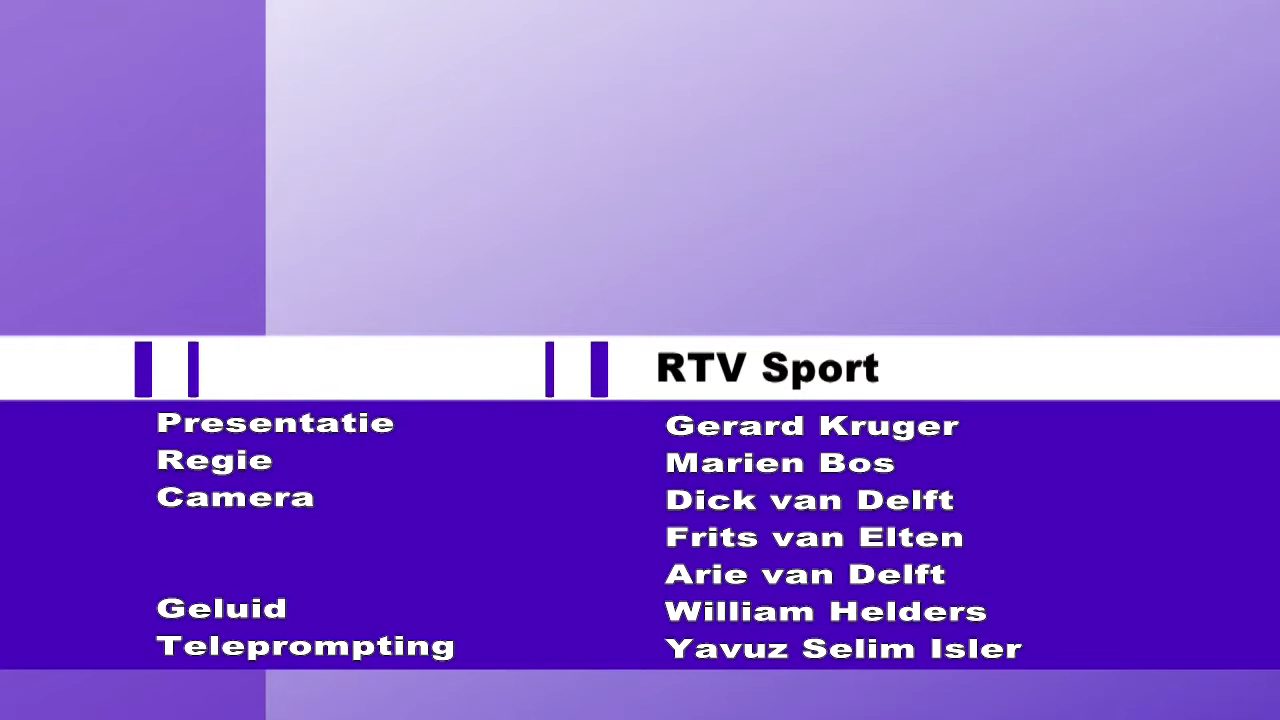 RTV Sport
Presentatie Gerard Kruger
Regie Marien Bos
Camera Dick van Delft
Frits van Elten
Arie van Delft
Geluid William Helders
Teleprompting Yavuz Selim Isler